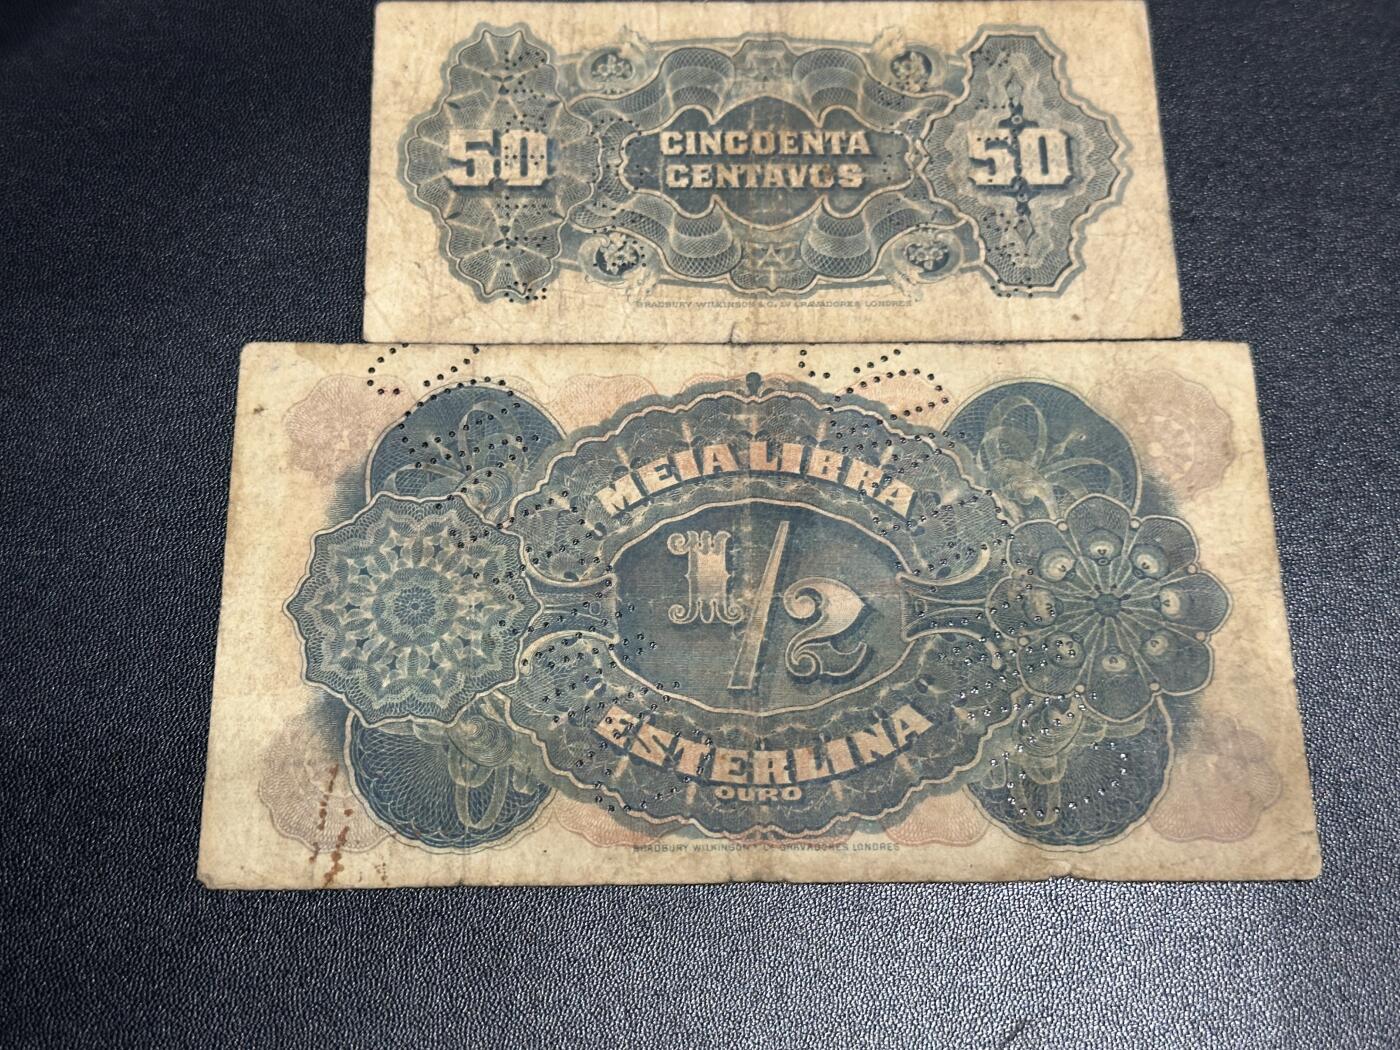 50
CINCOENTA
CENTAVOS
50
BRADBURY WILKINSON & C. Ld GRAVADORES LONDRES
MEIA LIBRA
1/2
ESTERLINA
OURO
BRADBURY WILKINSON Ld GRAVADORES LONDRES